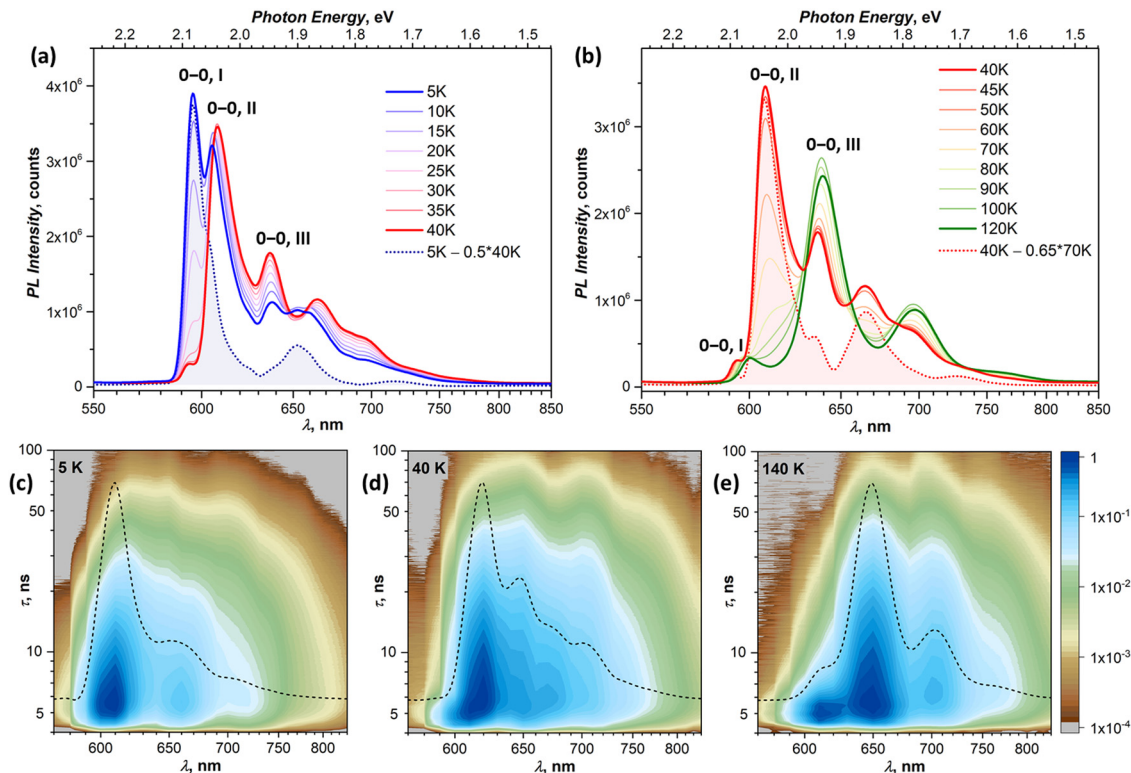 Photon Energy, eV
2.2 2.1 2.0 1.9 1.8 1.7 1.6 1.5
(a)
0–0, I
0–0, II
0–0, III
5K
10K
15K
20K
25K
30K
35K
40K
5K – 0.5*40K
PL Intensity, counts
4x10⁶
3x10⁶
2x10⁶
1x10⁶
0
550 600 650 700 750 800 850
λ, nm
Photon Energy, eV
2.2 2.1 2.0 1.9 1.8 1.7 1.6 1.5
(b)
0–0, II
0–0, III
0–0, I
40K
45K
50K
60K
70K
80K
90K
100K
120K
40K – 0.65*70K
PL Intensity, counts
3x10⁶
2x10⁶
1x10⁶
0
550 600 650 700 750 800 850
λ, nm
(c)
5 K
τ, ns
100
50
10
5
600 650 700 750 800
λ, nm
(d)
40 K
600 650 700 750 800
λ, nm
(e)
140 K
τ, ns
100
50
10
5
600 650 700 750 800
λ, nm
1
1x10⁻¹
1x10⁻²
1x10⁻³
1x10⁻⁴